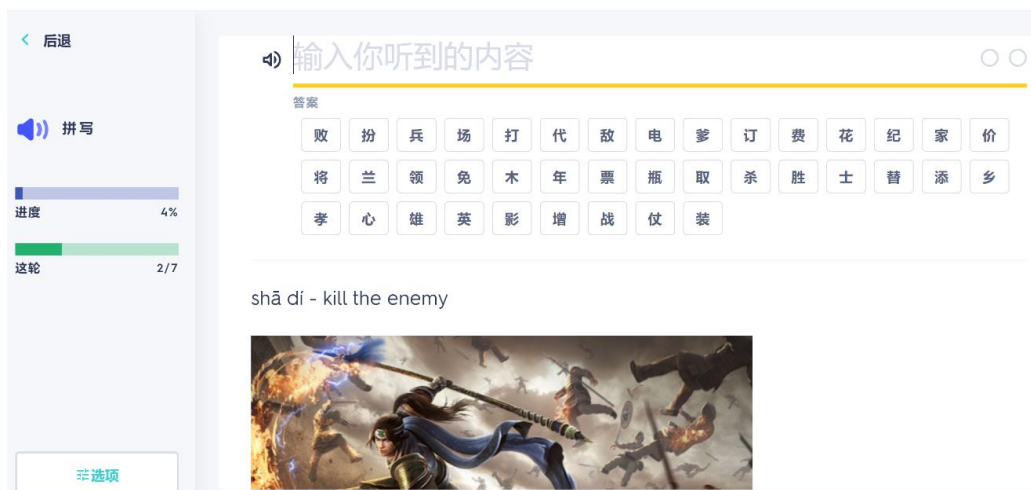 后退
输入你听到的内容
答案
拼写
败 扮 兵 场 打 代 敌 电 爹 订 费 花 纪 家 价
将 兰 领 免 木 年 票 瓶 取 杀 胜 士 替 添 乡
孝 心 雄 英 影 增 战 仗 装
进度 4%
这轮 2/7
shā dí - kill the enemy
选项